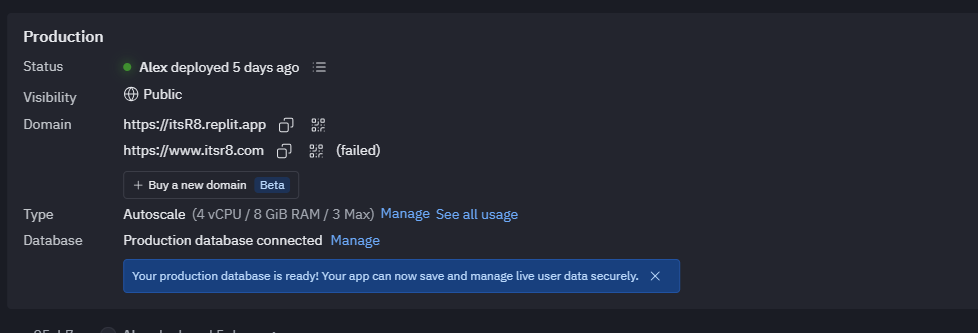 Production
Status Alex deployed 5 days ago
Visibility Public
Domain https://itsR8.replit.app
https://www.itsr8.com (failed)
+ Buy a new domain Beta
Type Autoscale (4 vCPU / 8 GiB RAM / 3 Max) Manage See all usage
Database Production database connected Manage
Your production database is ready! Your app can now save and manage live user data securely.